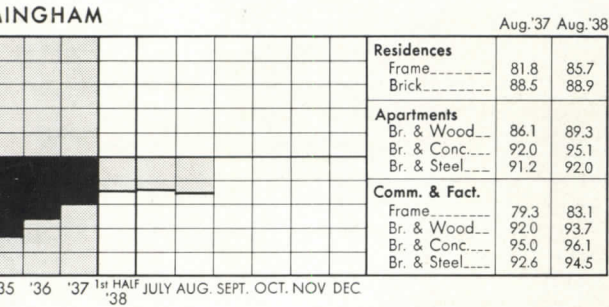 MINGHAM
Aug.'37 Aug.'38
Residences
Frame 81.8 85.7
Brick 88.5 88.9
Apartments
Br. & Wood 86.1 89.3
Br. & Conc. 92.0 95.1
Br. & Steel 91.2 92.0
Comm. & Fact.
Frame 79.3 83.1
Br. & Wood 92.0 93.7
Br. & Conc. 95.0 96.1
Br. & Steel 92.6 94.5
35 '36 '37 1st HALF '38 JULY AUG. SEPT. OCT. NOV DEC.